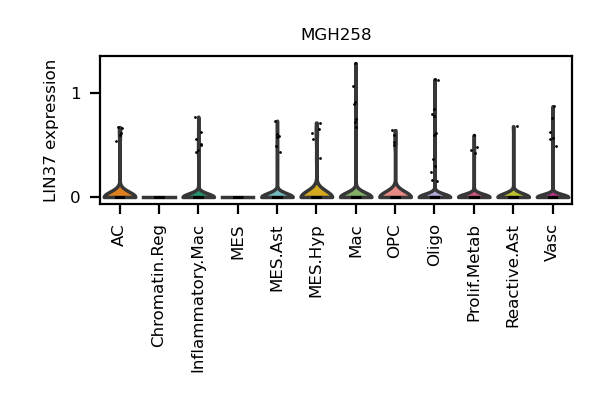 MGH258
LIN37 expression
1
0
AC
Chromatin.Reg
Inflammatory.Mac
MES
MES.Ast
MES.Hyp
Mac
OPC
Oligo
Prolif.Metab
Reactive.Ast
Vasc